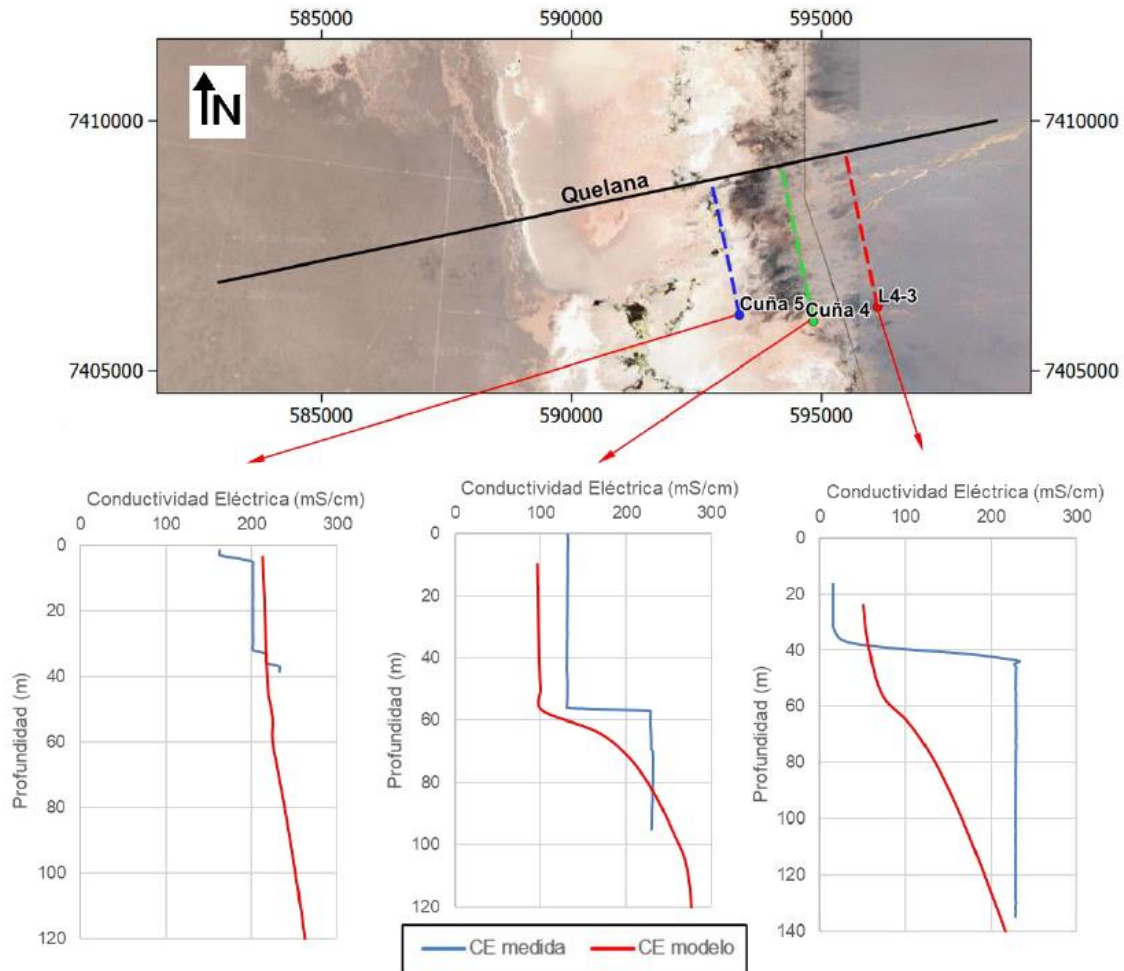 585000 590000 595000
N
7410000 7410000
Quelana
Cuña 5 Cuña 4 L4-3
7405000 7405000
585000 590000 595000
Conductividad Eléctrica (mS/cm)
0 100 200 300
Profundidad (m)
0
20
40
60
80
100
120
Conductividad Eléctrica (mS/cm)
0 100 200 300
Profundidad (m)
0
20
40
60
80
100
120
Conductividad Eléctrica (mS/cm)
0 100 200 300
Profundidad (m)
0
20
40
60
80
100
120
140
CE medida CE modelo